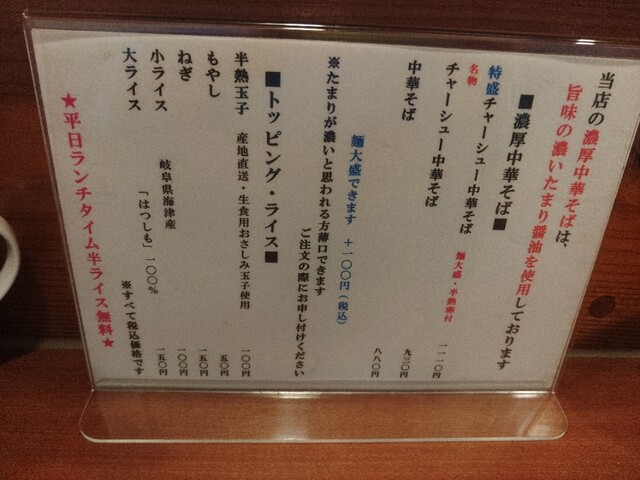 当店の濃厚中華そばは、
旨味の濃いたまり醤油を使用しております
■濃厚中華そば■
特盛チャーシュー中華そば 麺大盛・半熟卵付 一一一〇円
名物
チャーシュー中華そば 九三〇円
中華そば 八八〇円
麺大盛できます ＋一〇〇円（税込）
※たまりが濃いと思われる方薄口できます
ご注文の際にお申し付けください
■トッピング・ライス■
半熟玉子 産地直送・生食用おさしみ玉子使用 一〇〇円
もやし 五〇円
ねぎ 一五〇円
小ライス 岐阜県海津産 一〇〇円
大ライス 「はつしも」一〇〇％ 一五〇円
※すべて税込価格です
★平日ランチタイム半ライス無料★